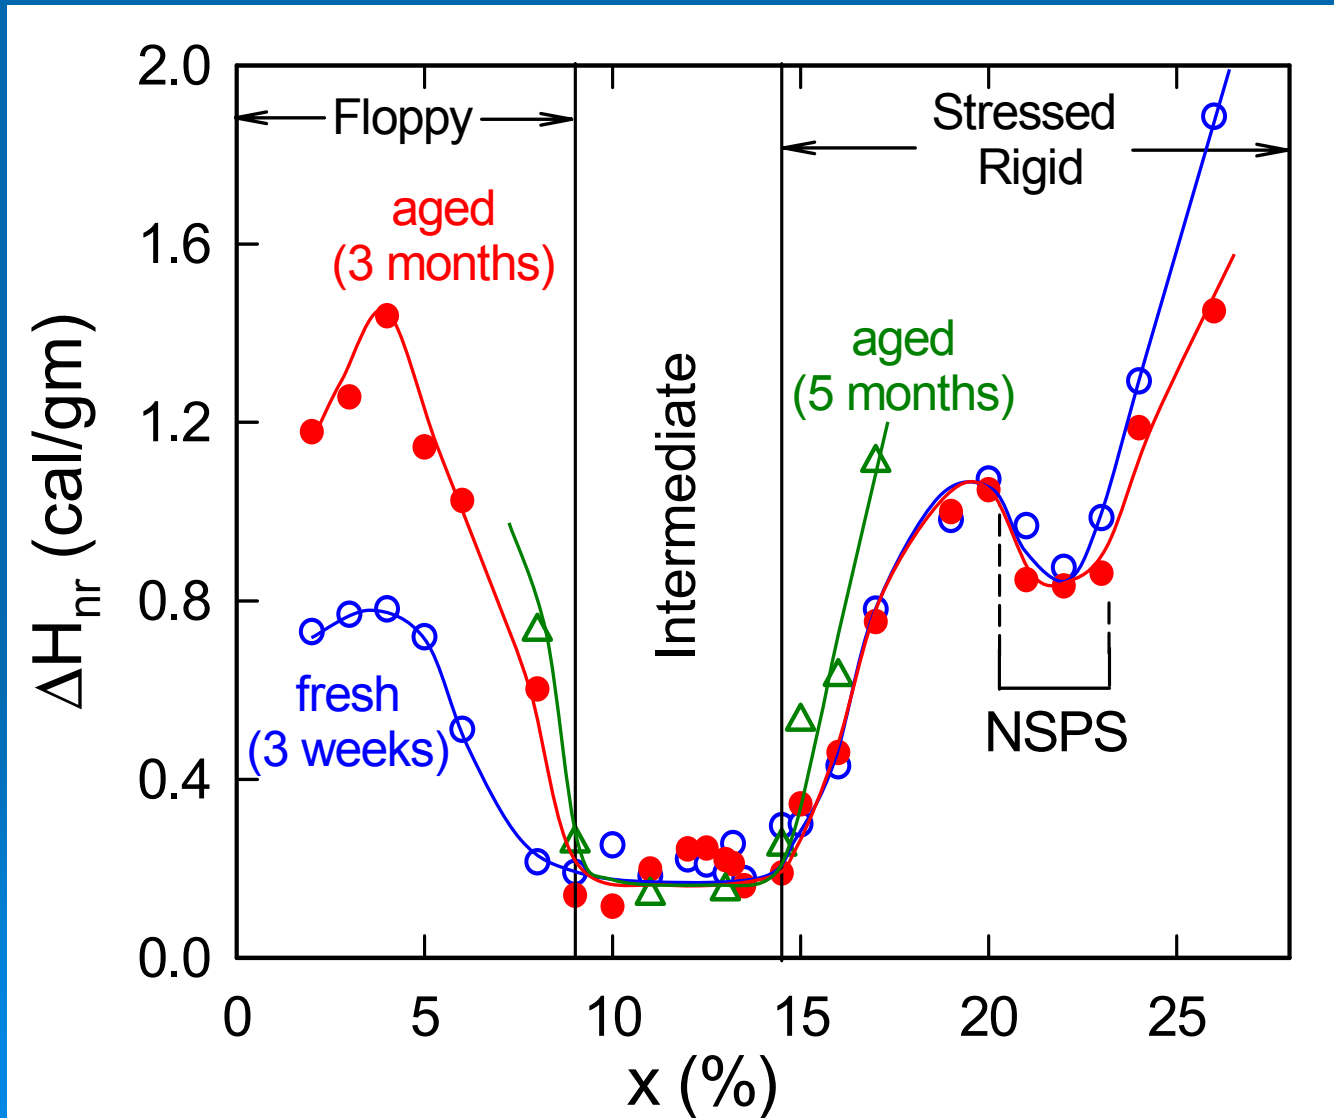 2.0
1.6
1.2
0.8
0.4
0.0
ΔHnr (cal/gm)
Floppy
Stressed
Rigid
aged
(3 months)
Intermediate
aged
(5 months)
fresh
(3 weeks)
NSPS
0 5 10 15 20 25
x (%)